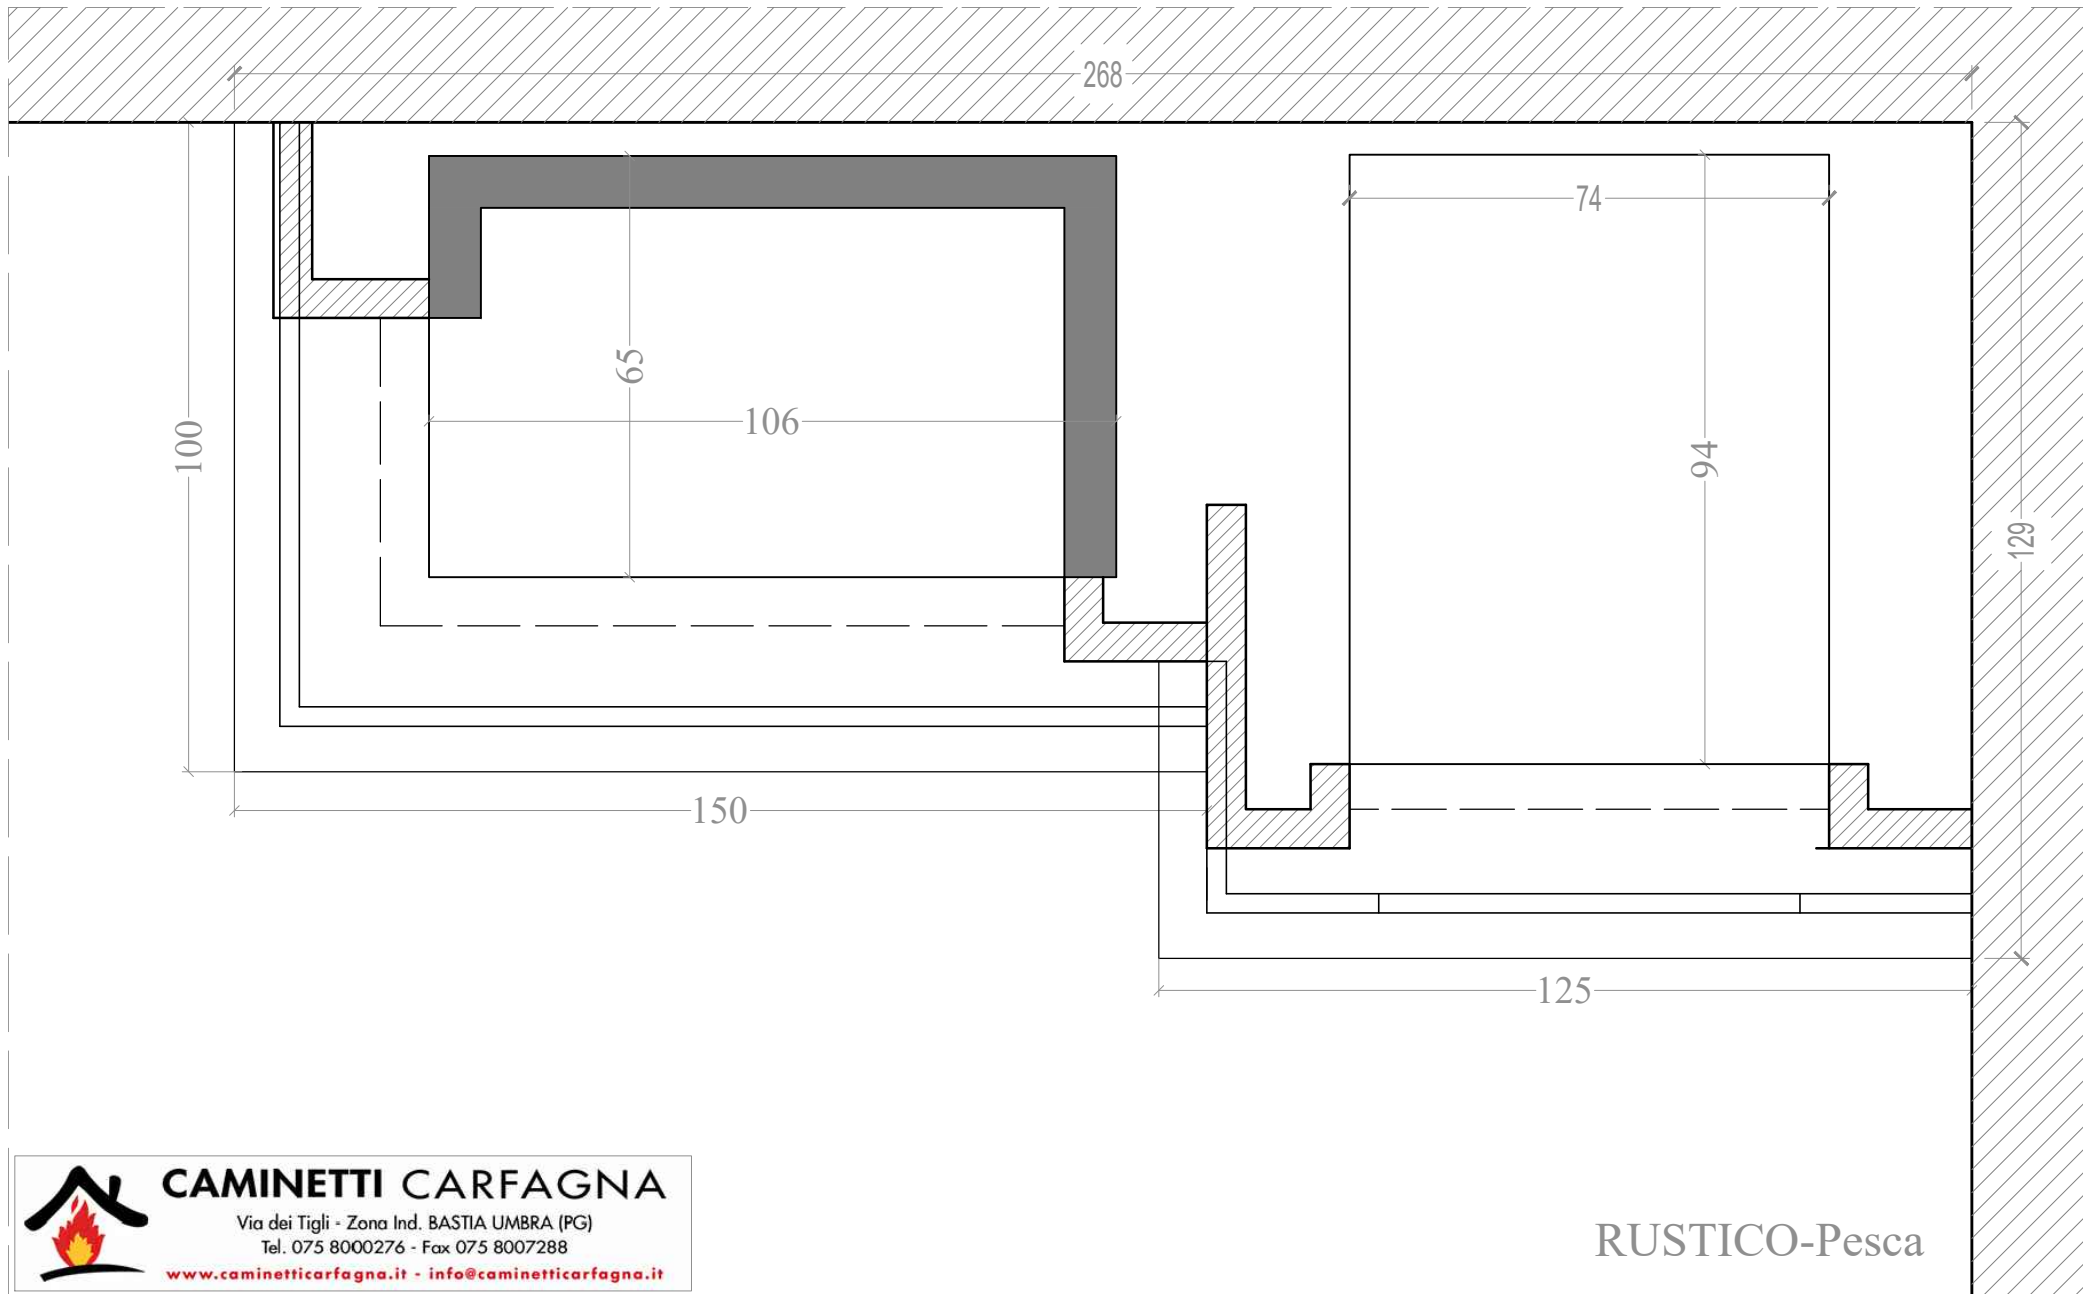 268
74
65
106
100
94
129
150
125
CAMINETTI CARFAGNA
Via dei Tigli - Zona Ind. BASTIA UMBRA (PG)
Tel. 075 8000276 - Fax 075 8007288
www.caminetticarfagna.it - info@caminetticarfagna.it
RUSTICO-Pesca